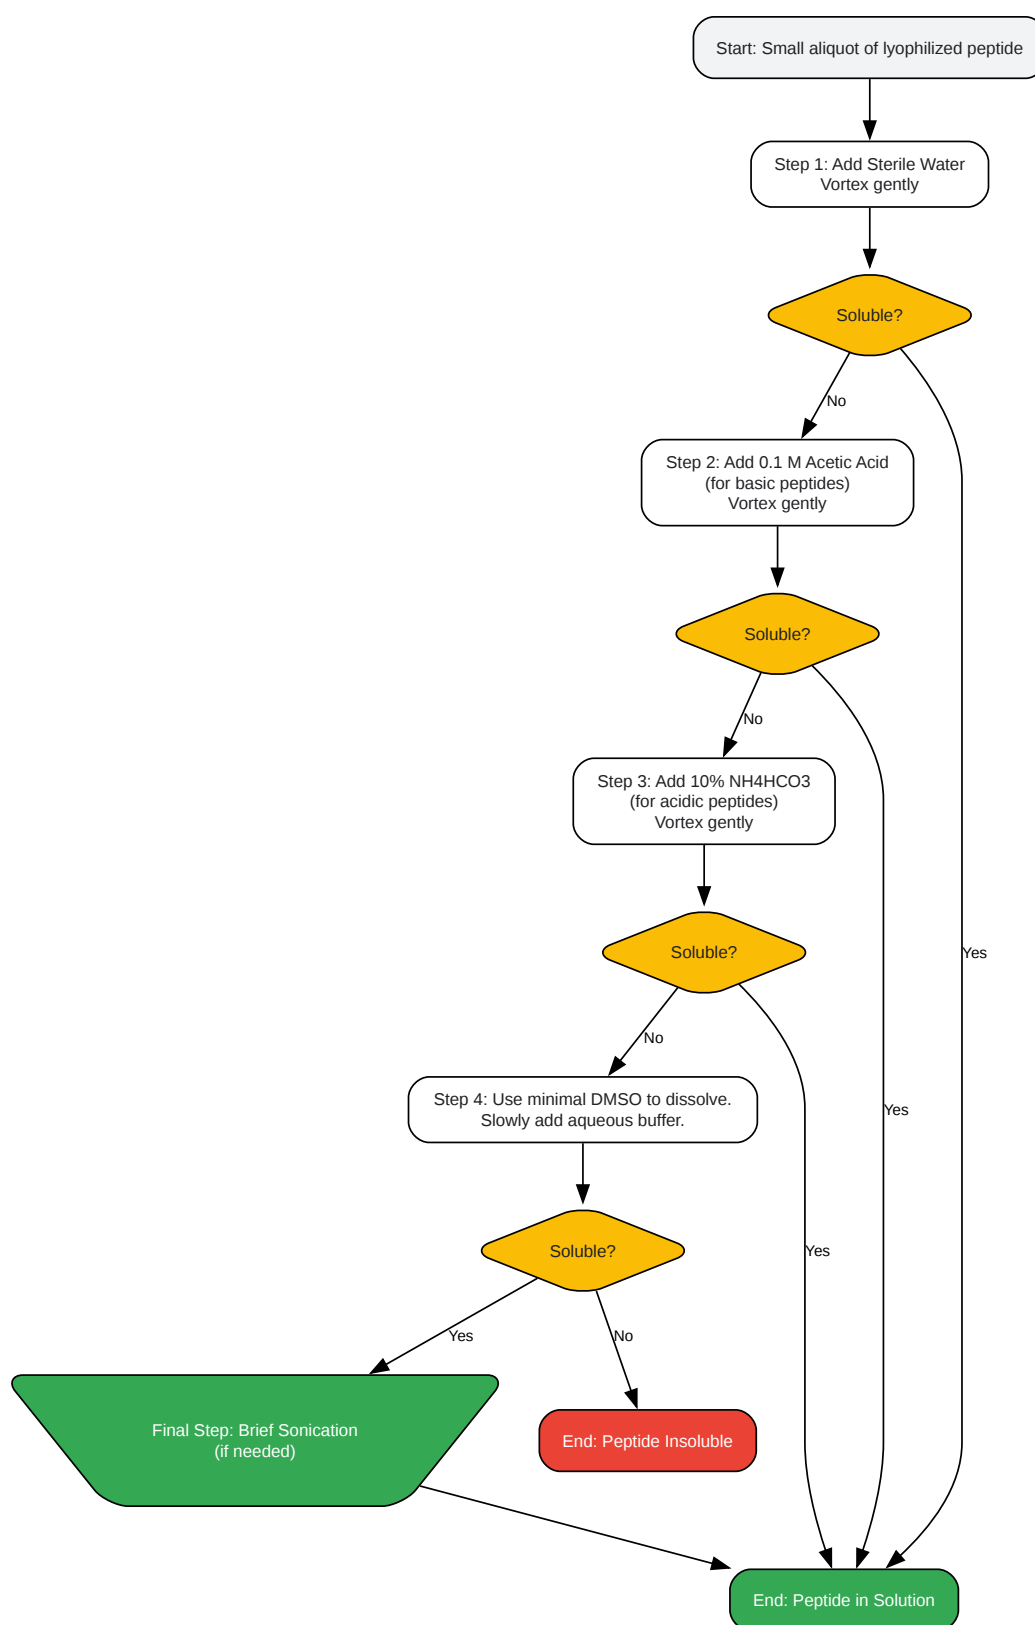 Start: Small aliquot of lyophilized peptide
Step 1: Add Sterile Water
Vortex gently
Soluble?
No
Step 2: Add 0.1 M Acetic Acid
(for basic peptides)
Vortex gently
Soluble?
No
Step 3: Add 10% NH4HCO3
(for acidic peptides)
Vortex gently
Soluble?
Yes
No
Step 4: Use minimal DMSO to dissolve.
Slowly add aqueous buffer.
Yes
Soluble?
Yes
Yes
No
Final Step: Brief Sonication
(if needed)
End: Peptide Insoluble
End: Peptide in Solution